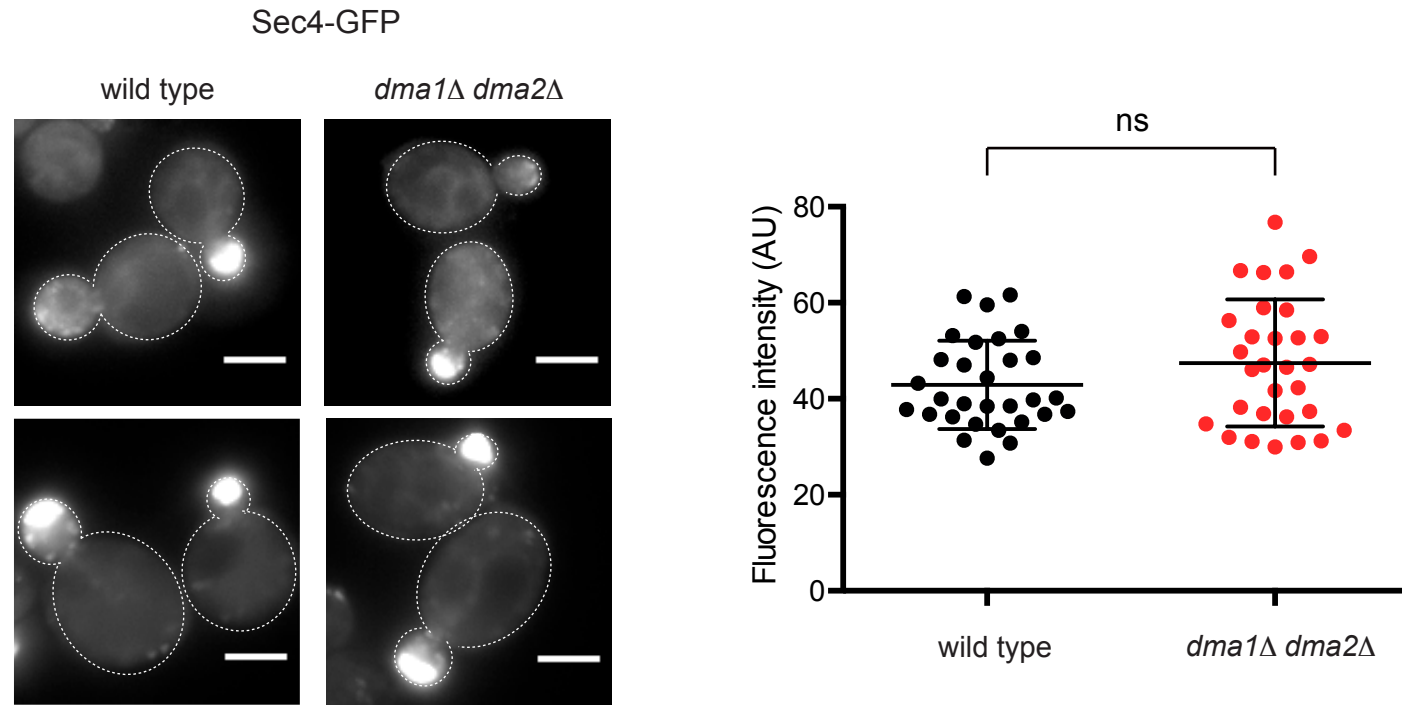 Sec4-GFP
wild type
dma1Δ dma2Δ
ns
Fluorescence intensity (AU)
80
60
40
20
0
wild type
dma1Δ dma2Δ